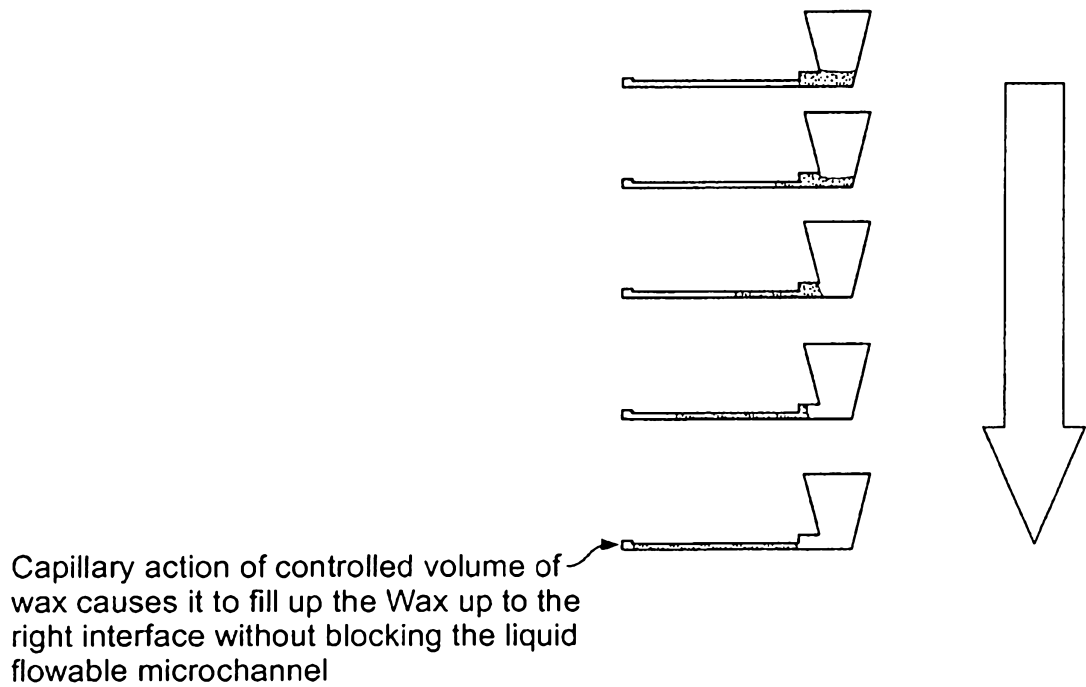 Capillary action of controlled volume of
wax causes it to fill up the Wax up to the
right interface without blocking the liquid
flowable microchannel